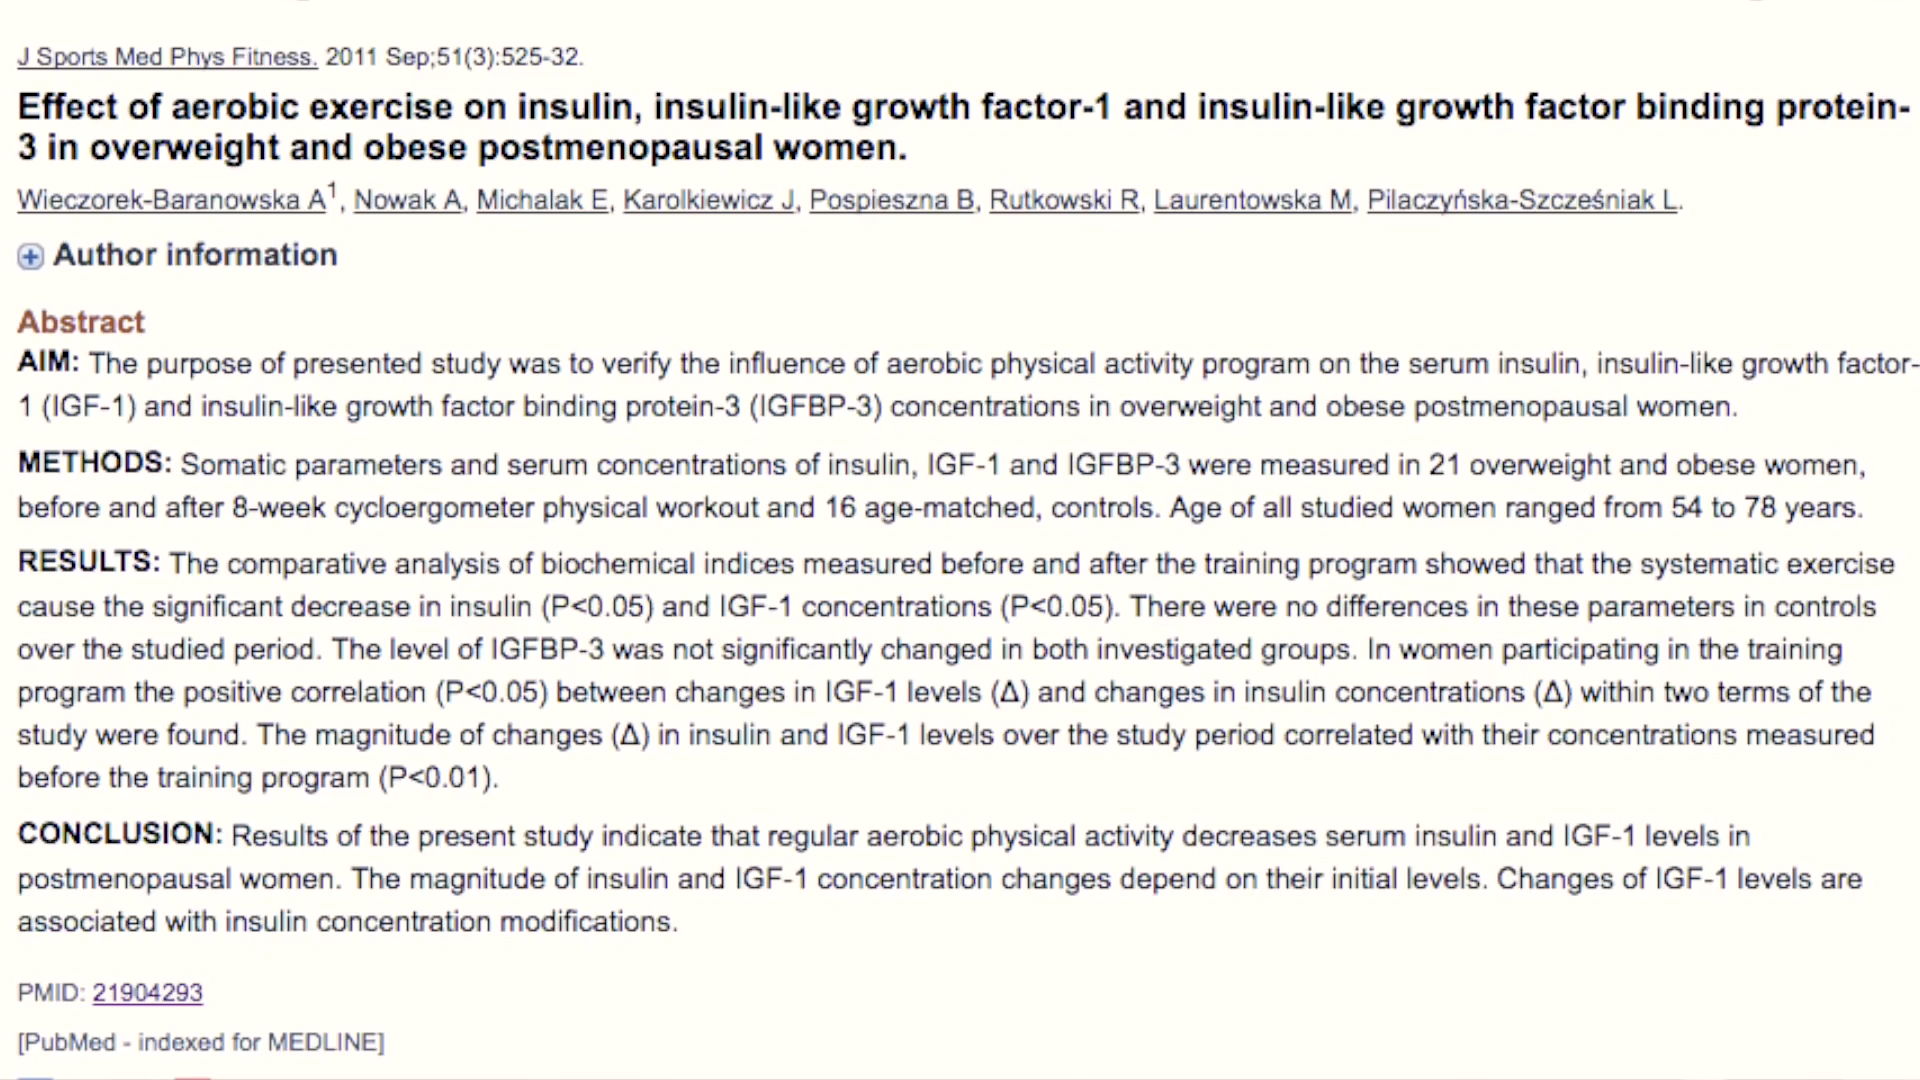 J Sports Med Phys Fitness. 2011 Sep;51(3):525-32.
Effect of aerobic exercise on insulin, insulin-like growth factor-1 and insulin-like growth factor binding protein-
3 in overweight and obese postmenopausal women.
Wieczorek-Baranowska A1, Nowak A, Michalak E, Karolkiewicz J, Pospieszna B, Rutkowski R, Laurentowska M, Pilaczyńska-Szcześniak L.
Author information
Abstract
AIM: The purpose of presented study was to verify the influence of aerobic physical activity program on the serum insulin, insulin-like growth factor-
1 (IGF-1) and insulin-like growth factor binding protein-3 (IGFBP-3) concentrations in overweight and obese postmenopausal women.
METHODS: Somatic parameters and serum concentrations of insulin, IGF-1 and IGFBP-3 were measured in 21 overweight and obese women,
before and after 8-week cycloergometer physical workout and 16 age-matched, controls. Age of all studied women ranged from 54 to 78 years.
RESULTS: The comparative analysis of biochemical indices measured before and after the training program showed that the systematic exercise
cause the significant decrease in insulin (P<0.05) and IGF-1 concentrations (P<0.05). There were no differences in these parameters in controls
over the studied period. The level of IGFBP-3 was not significantly changed in both investigated groups. In women participating in the training
program the positive correlation (P<0.05) between changes in IGF-1 levels (Δ) and changes in insulin concentrations (Δ) within two terms of the
study were found. The magnitude of changes (Δ) in insulin and IGF-1 levels over the study period correlated with their concentrations measured
before the training program (P<0.01).
CONCLUSION: Results of the present study indicate that regular aerobic physical activity decreases serum insulin and IGF-1 levels in
postmenopausal women. The magnitude of insulin and IGF-1 concentration changes depend on their initial levels. Changes of IGF-1 levels are
associated with insulin concentration modifications.
PMID: 21904293
[PubMed - indexed for MEDLINE]